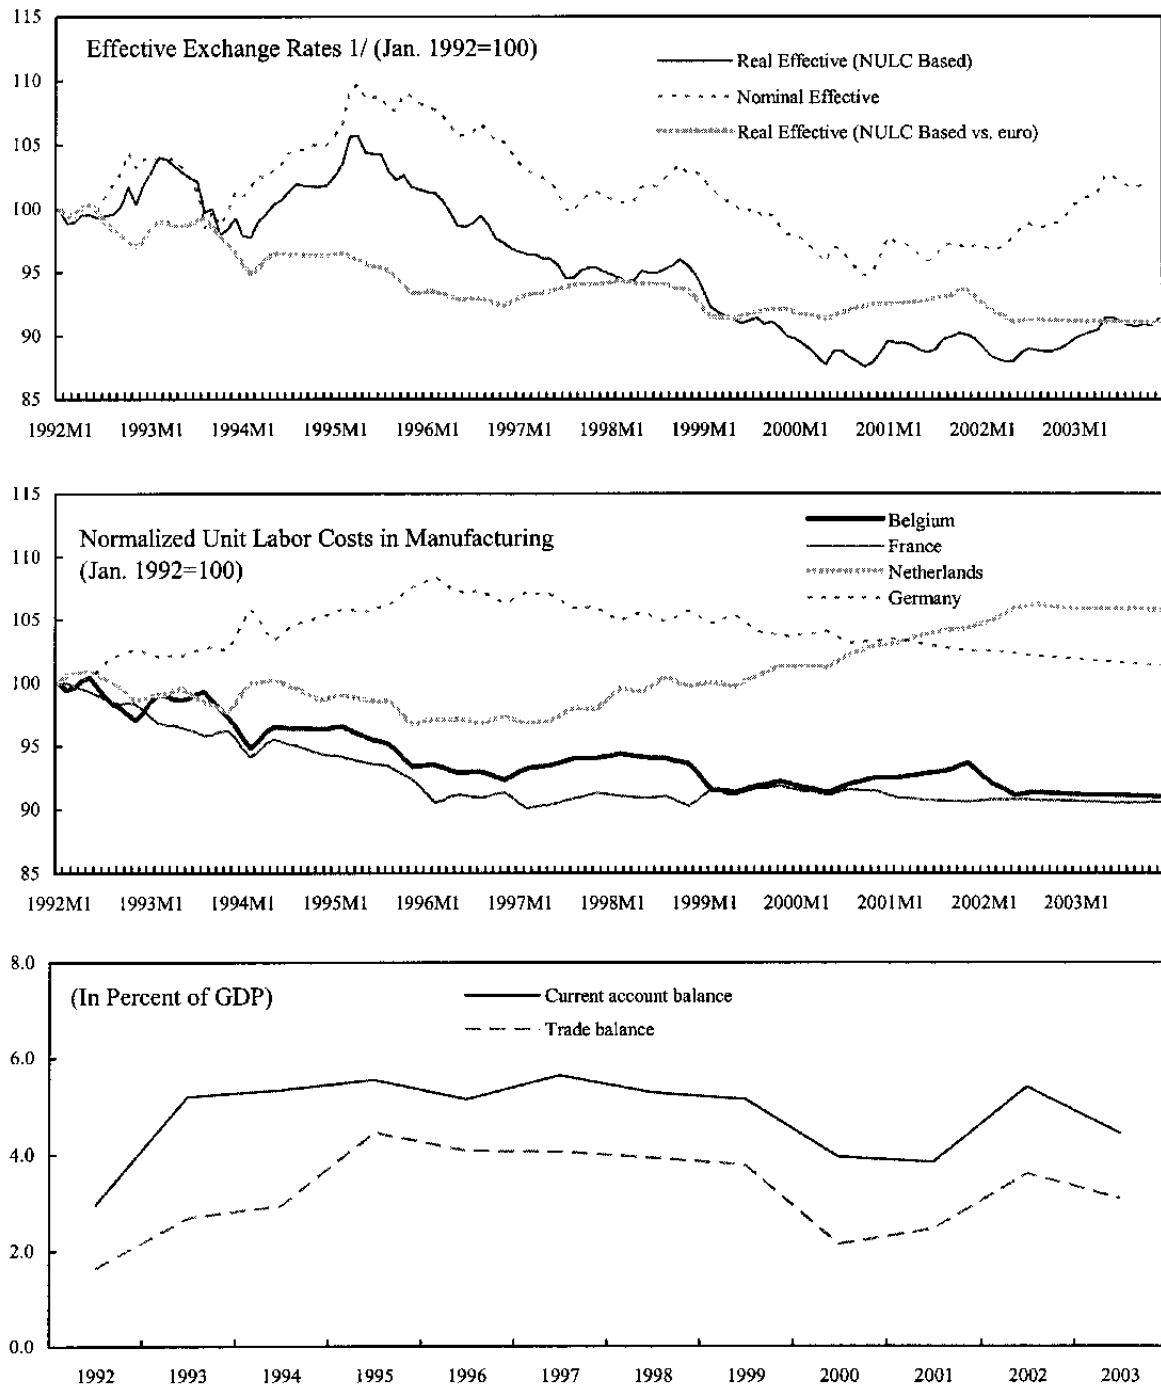 115
Effective Exchange Rates 1/ (Jan. 1992=100)
Real Effective (NULC Based)
110
Nominal Effective
105
Real Effective (NULC Based vs. euro)
100
95
90
85
1992M1 1993M1 1994M1 1995M1 1996M1 1997M1 1998M1 1999M1 2000M1 2001M1 2002M1 2003M1
115
Belgium
Normalized Unit Labor Costs in Manufacturing
France
110
(Jan. 1992=100)
Netherlands
Germany
105
100
95
90
85
1992M1 1993M1 1994M1 1995M1 1996M1 1997M1 1998M1 1999M1 2000M1 2001M1 2002M1 2003M1
8.0
(In Percent of GDP)
Current account balance
Trade balance
6.0
4.0
2.0
0.0
1992 1993 1994 1995 1996 1997 1998 1999 2000 2001 2002 2003